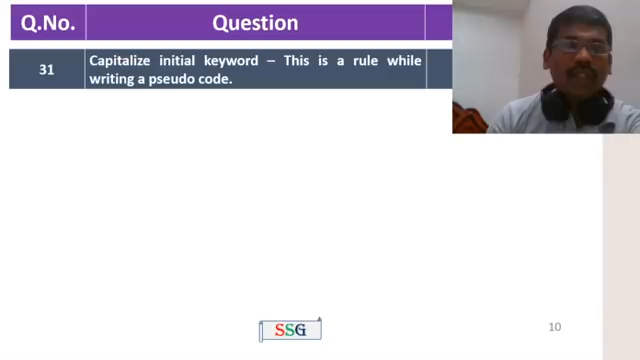 Q.No. Question
31 Capitalize initial keyword – This is a rule while
writing a pseudo code.
SSG
10